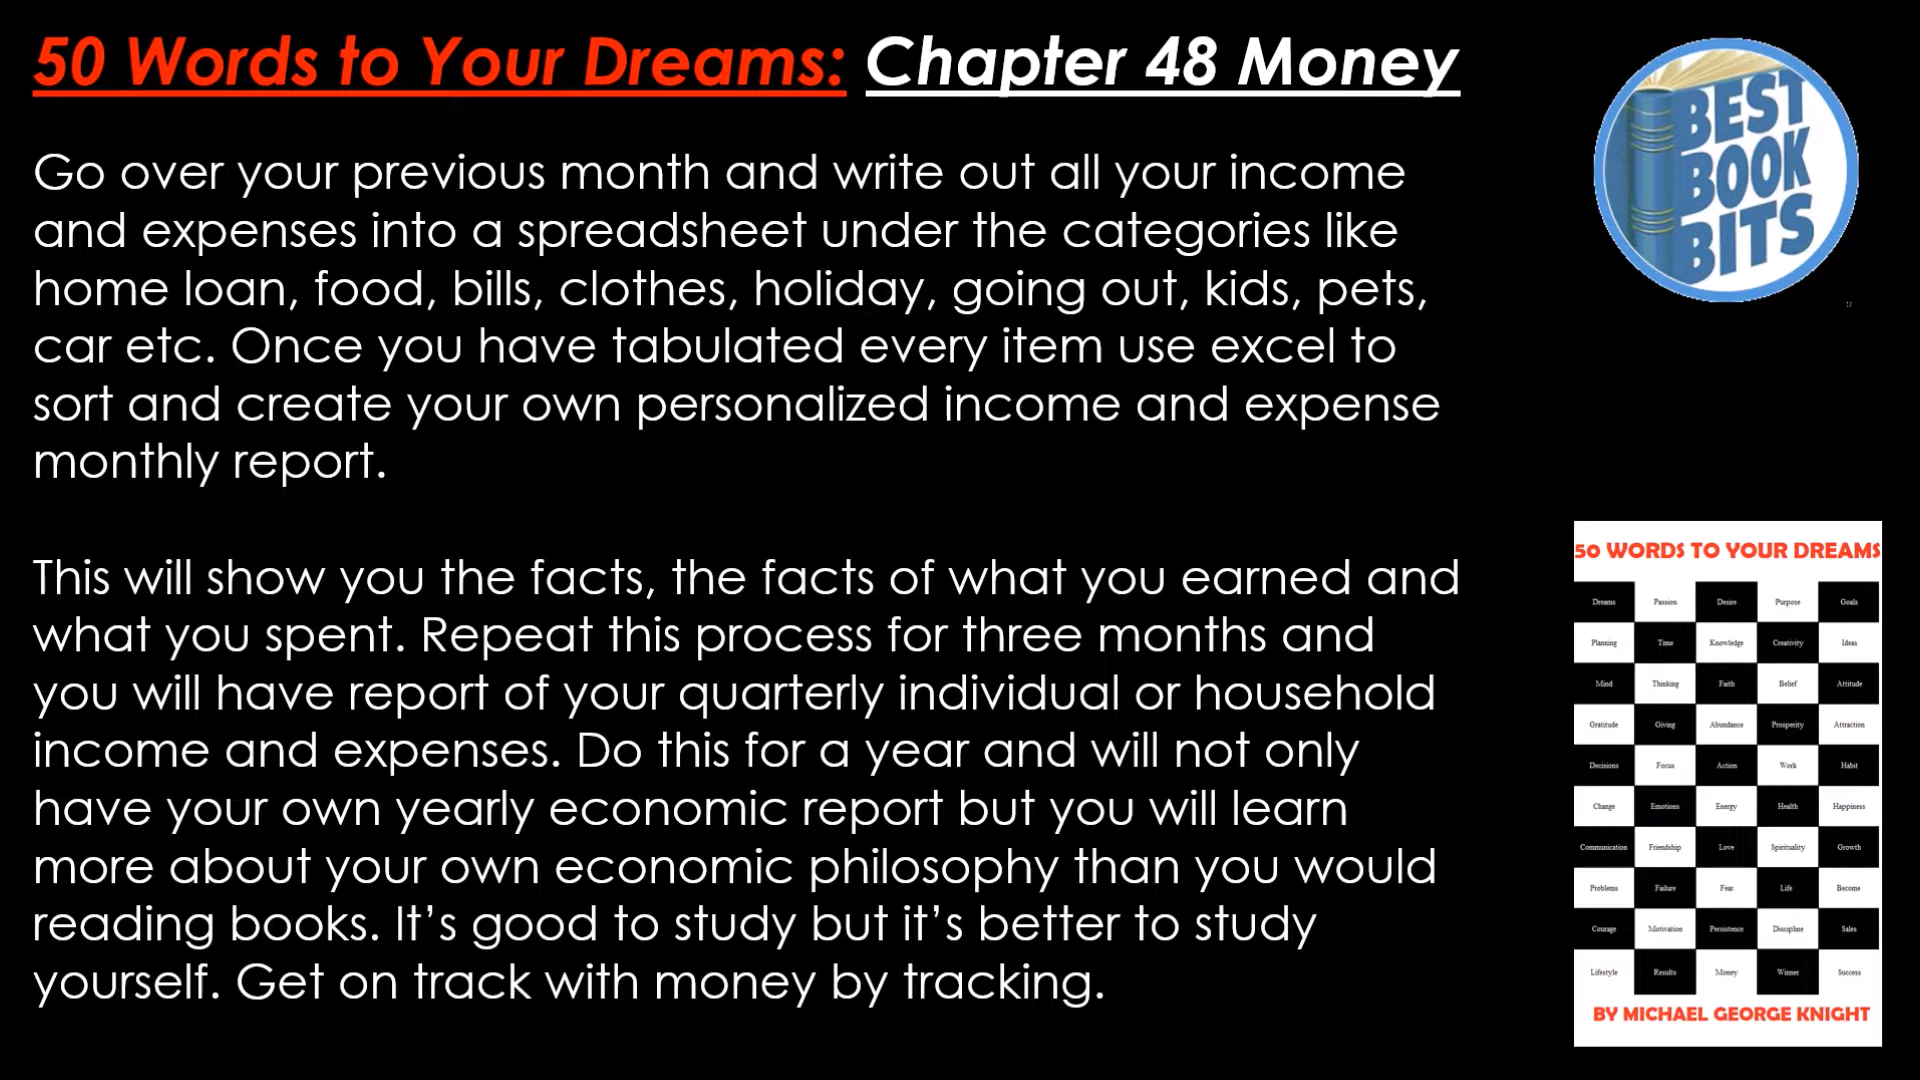 50 Words to Your Dreams: Chapter 48 Money
Go over your previous month and write out all your income
and expenses into a spreadsheet under the categories like
home loan, food, bills, clothes, holiday, going out, kids, pets,
car etc. Once you have tabulated every item use excel to
sort and create your own personalized income and expense
monthly report.
This will show you the facts, the facts of what you earned and
what you spent. Repeat this process for three months and
you will have report of your quarterly individual or household
income and expenses. Do this for a year and will not only
have your own yearly economic report but you will learn
more about your own economic philosophy than you would
reading books. It’s good to study but it’s better to study
yourself. Get on track with money by tracking.
BEST
BOOK
BITS
50 WORDS TO YOUR DREAMS
Dreams Passion Desire Purpose Goals
Planning Time Knowledge Creativity Ideas
Mind Thinking Faith Belief Attitude
Gratitude Giving Abundance Prosperity Attraction
Decisions Focus Action Work Habit
Change Emotions Energy Health Happiness
Communication Friendship Love Spirituality Growth
Problems Failure Fear Life Become
Courage Motivation Persistence Discipline Sales
Lifestyle Results Money Winner Success
BY MICHAEL GEORGE KNIGHT